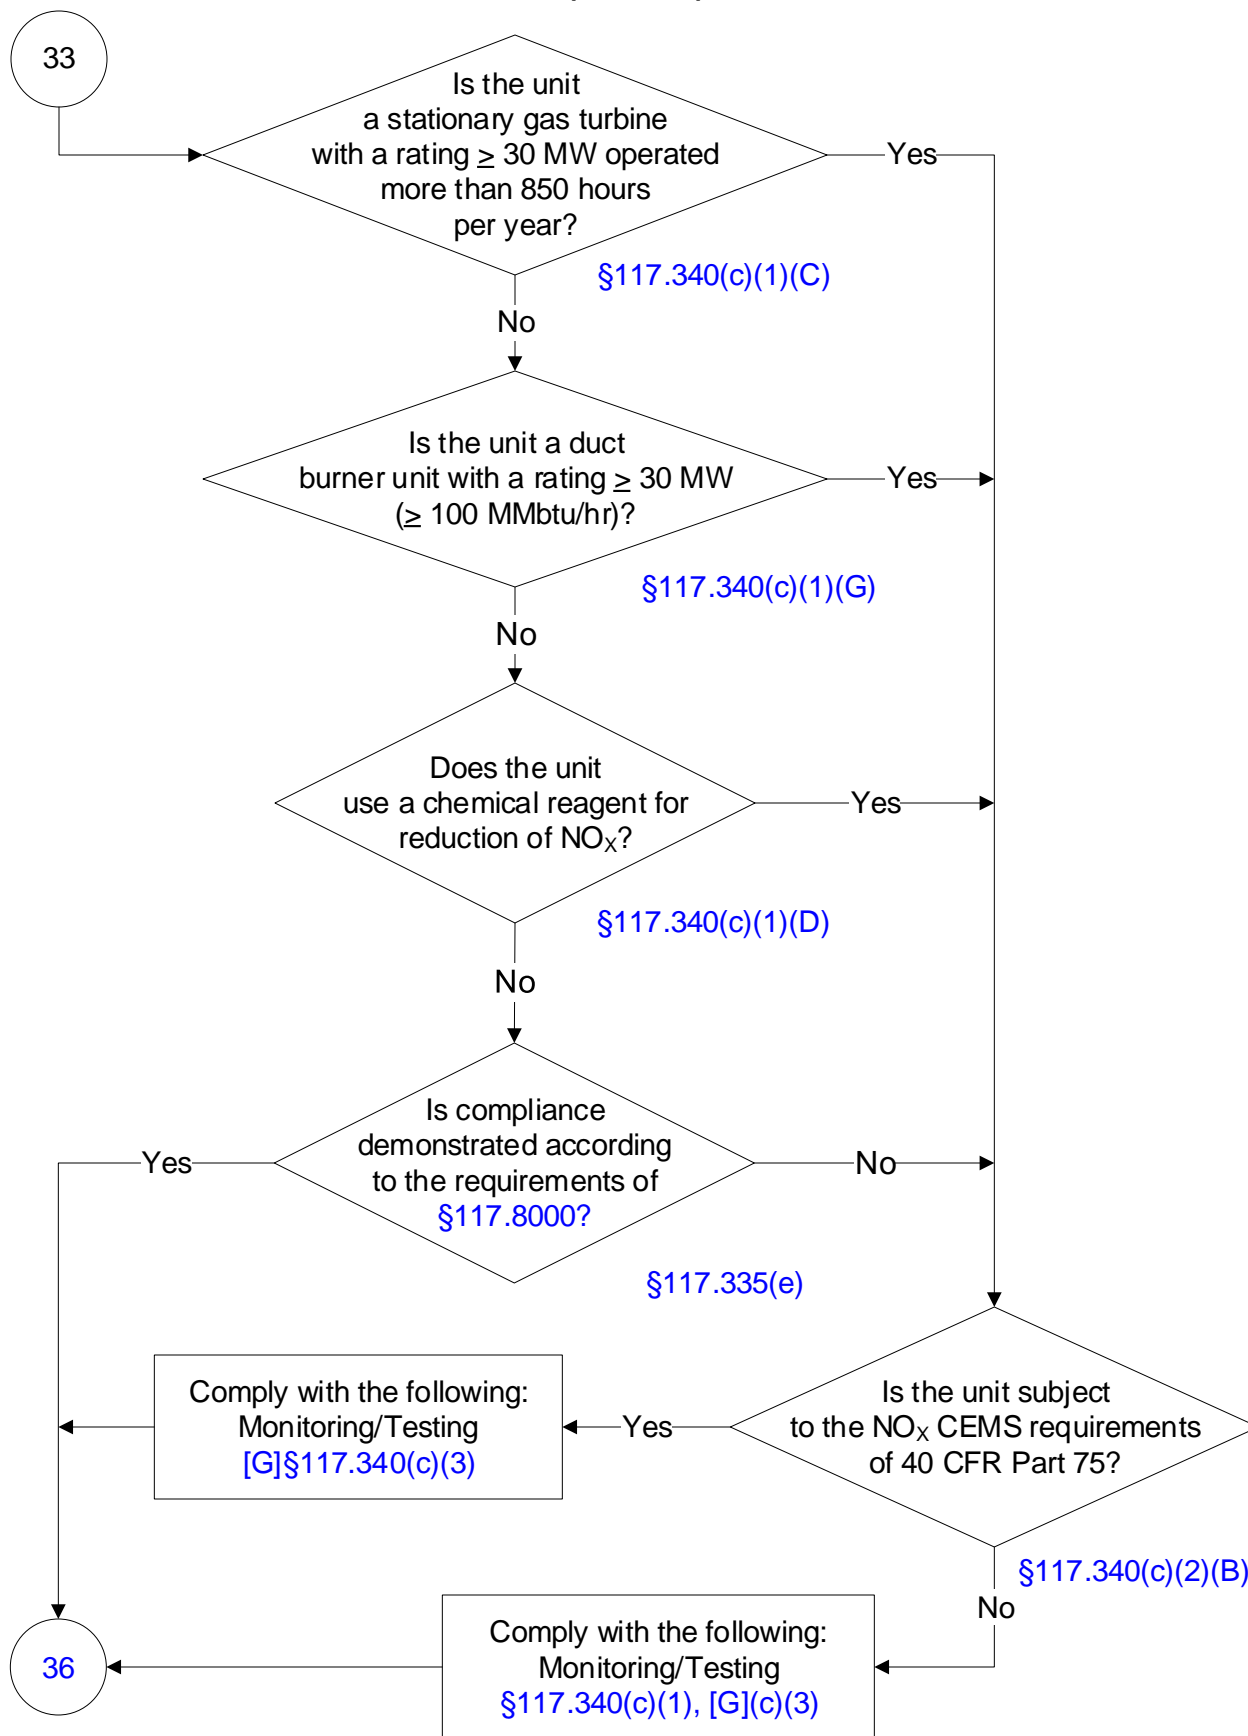 33
Is the unit
a stationary gas turbine
with a rating ≥ 30 MW operated
more than 850 hours
per year?
Yes
§117.340(c)(1)(C)
No
Is the unit a duct
burner unit with a rating ≥ 30 MW
(≥ 100 MMbtu/hr)?
Yes
§117.340(c)(1)(G)
No
Does the unit
use a chemical reagent for
reduction of NOX?
Yes
§117.340(c)(1)(D)
No
Is compliance
demonstrated according
to the requirements of
§117.8000?
Yes
No
§117.335(e)
Comply with the following:
Monitoring/Testing
[G]§117.340(c)(3)
Yes
Is the unit subject
to the NOX CEMS requirements
of 40 CFR Part 75?
§117.340(c)(2)(B)
No
36
Comply with the following:
Monitoring/Testing
§117.340(c)(1), [G](c)(3)